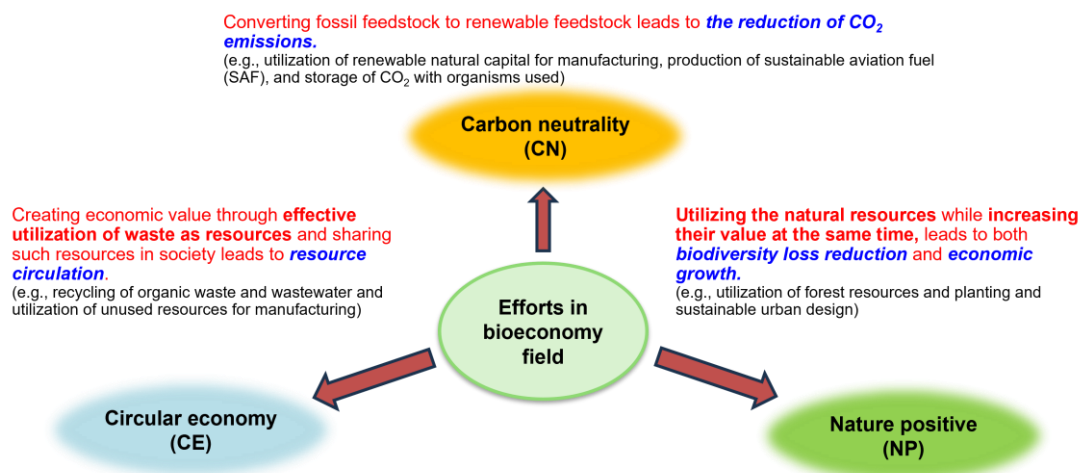 Converting fossil feedstock to renewable feedstock leads to the reduction of CO₂
emissions.
(e.g., utilization of renewable natural capital for manufacturing, production of sustainable aviation fuel
(SAF), and storage of CO₂ with organisms used)
Carbon neutrality
(CN)
Creating economic value through effective
utilization of waste as resources and sharing
such resources in society leads to resource
circulation.
(e.g., recycling of organic waste and wastewater and
utilization of unused resources for manufacturing)
Utilizing the natural resources while increasing
their value at the same time, leads to both
biodiversity loss reduction and economic
growth.
(e.g., utilization of forest resources and planting and
sustainable urban design)
Efforts in
bioeconomy
field
Circular economy
(CE)
Nature positive
(NP)